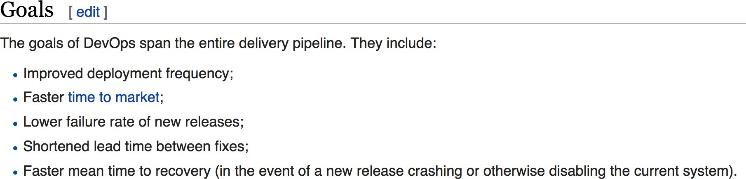 Goals [ edit ]
The goals of DevOps span the entire delivery pipeline. They include:
• Improved deployment frequency;
• Faster time to market;
• Lower failure rate of new releases;
• Shortened lead time between fixes;
• Faster mean time to recovery (in the event of a new release crashing or otherwise disabling the current system).